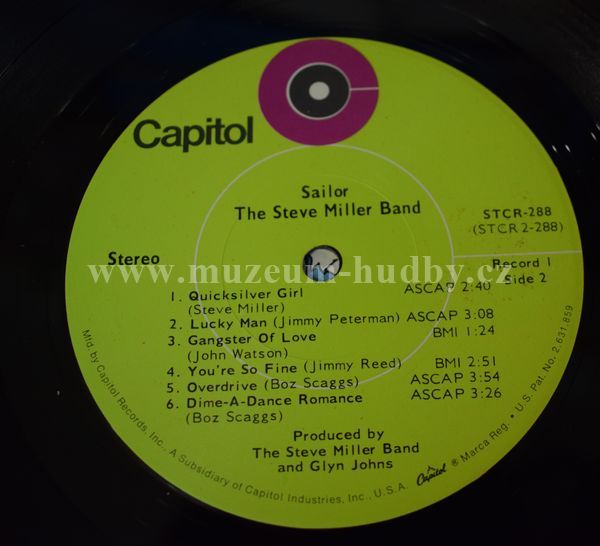 Capitol
Sailor
The Steve Miller Band
STCR-288
(STCR 2-288)
Stereo
Record 1
Side 2
www.muzeum-hudby.cz
1. Quicksilver Girl ASCAP 2:40
(Steve Miller)
2. Lucky Man (Jimmy Peterman) ASCAP 3:08
3. Gangster Of Love BMI 1:24
(John Watson)
4. You're So Fine (Jimmy Reed) BMI 2:51
5. Overdrive (Boz Scaggs) ASCAP 3:54
6. Dime-A-Dance Romance ASCAP 3:26
(Boz Scaggs)
Produced by
The Steve Miller Band
and Glyn Johns
Mfd. by Capitol Records, Inc., A Subsidiary of Capitol Industries, Inc., U.S.A. Capitol ® Marca Reg. • U.S. Pat. No. 2,631,859